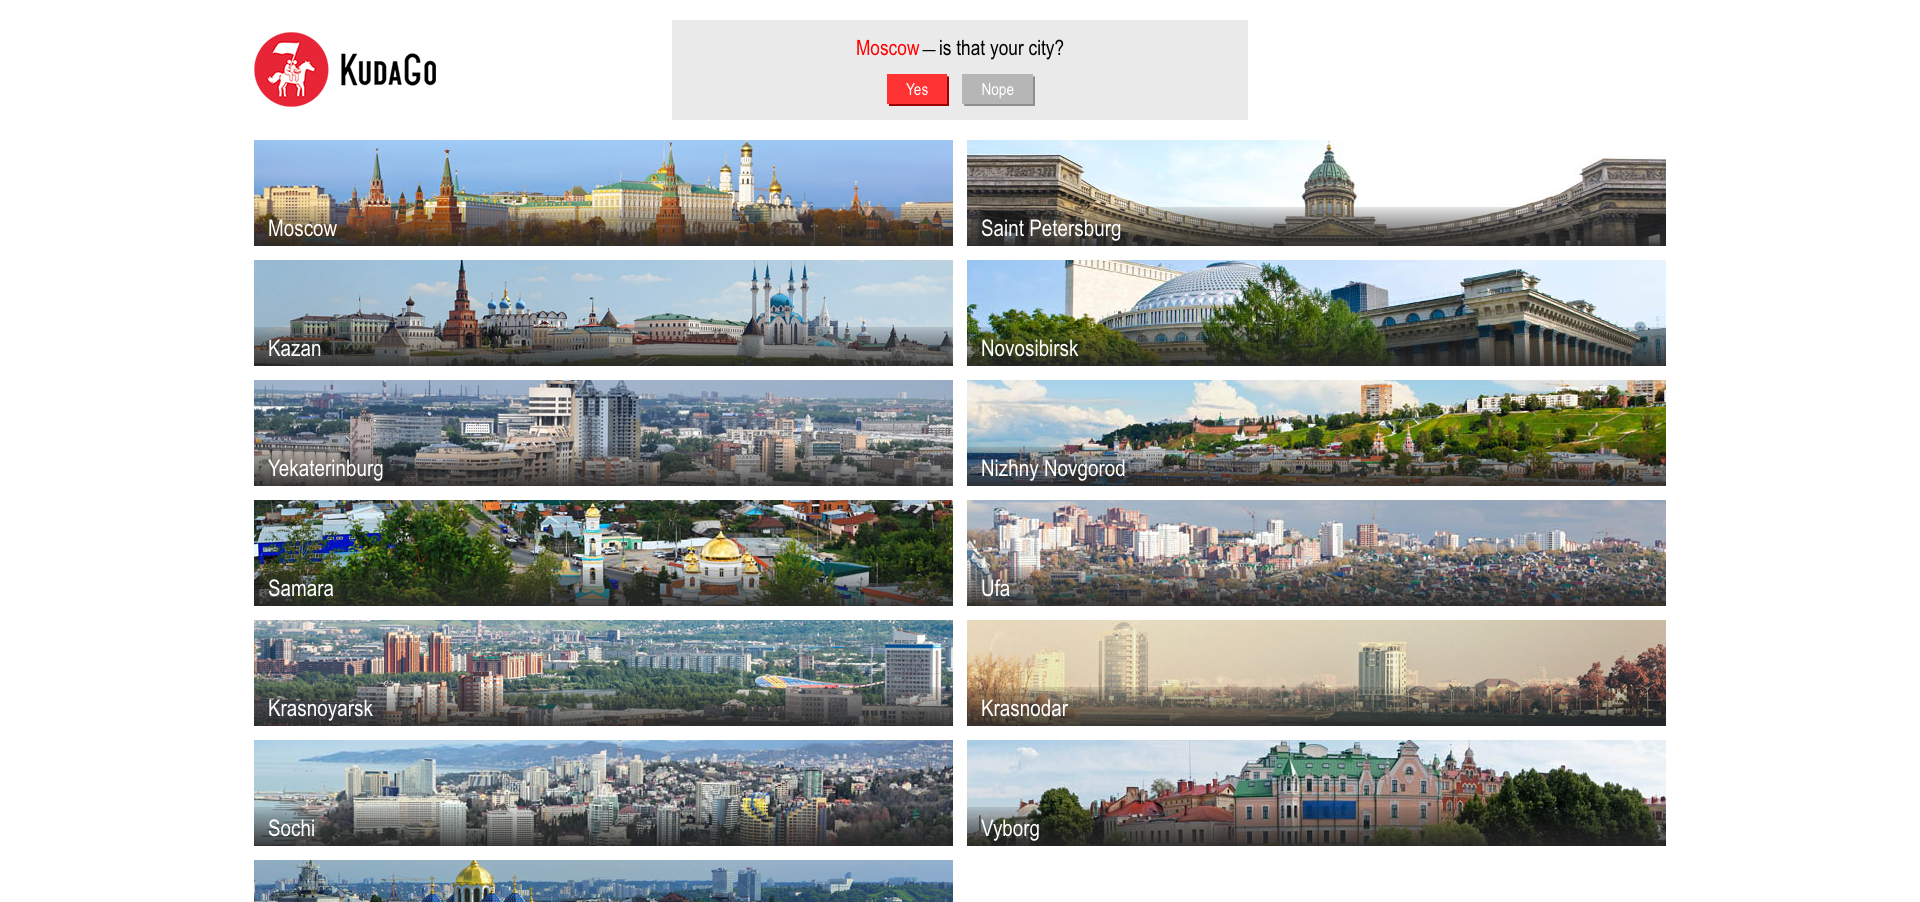 KUDAGO
Moscow — is that your city?
Yes
Nope
Moscow
Saint Petersburg
Kazan
Novosibirsk
Yekaterinburg
Nizhny Novgorod
Samara
Ufa
Krasnoyarsk
Krasnodar
Sochi
Vyborg